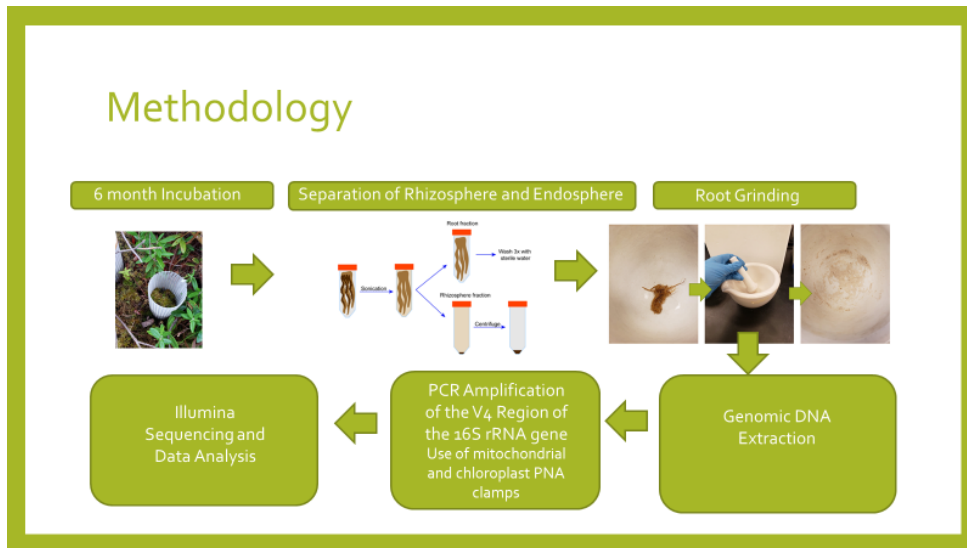 Methodology
6 month Incubation
Separation of Rhizosphere and Endosphere
Root Grinding
Root fraction
Wash 3x with
sterile water
Sonication
Rhizosphere fraction
Centrifuge
Illumina
Sequencing and
Data Analysis
PCR Amplification
of the V4 Region of
the 16S rRNA gene
Use of mitochondrial
and chloroplast PNA
clamps
Genomic DNA
Extraction